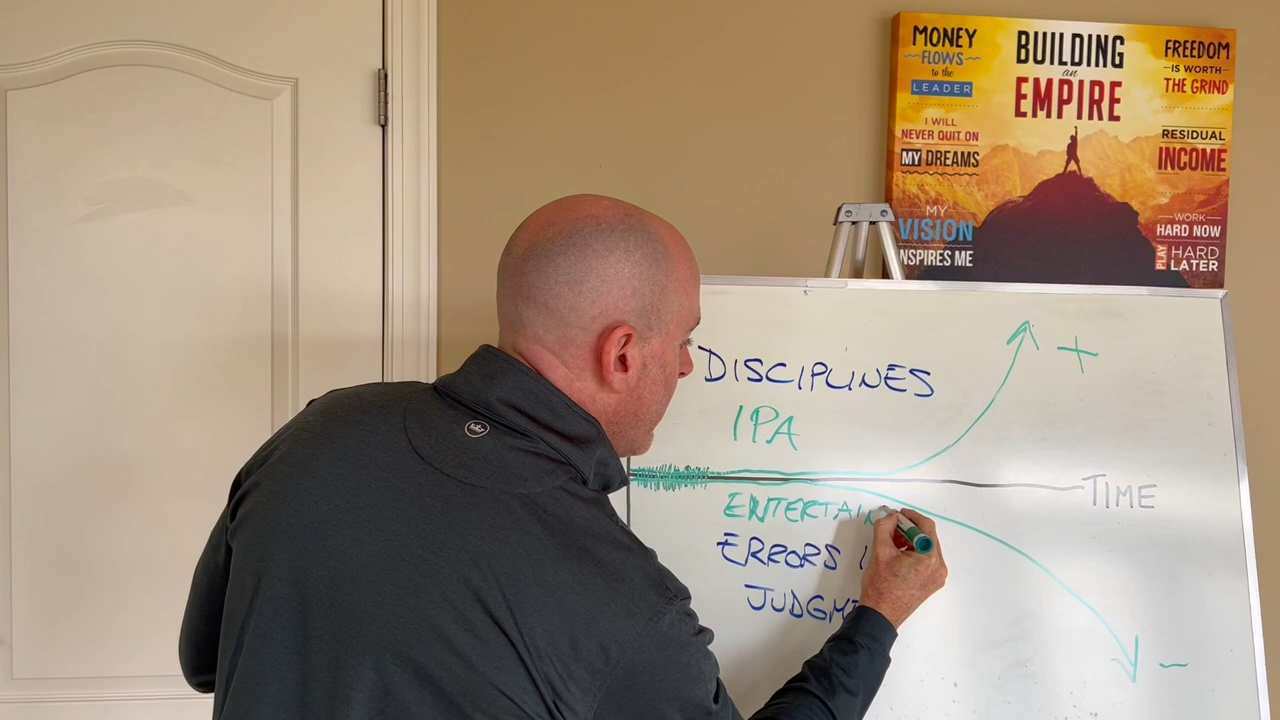 MONEY
FLOWS
to the
LEADER
I WILL
NEVER QUIT ON
MY DREAMS
MY
VISION
NSPIRES ME
BUILDING
an
EMPIRE
FREEDOM
IS WORTH
THE GRIND
RESIDUAL
INCOME
WORK
HARD NOW
PLAY HARD
LATER
DISCIPLINES
+
IPA
TIME
ENTERTAIN
ERRORS I
JUDGM
-